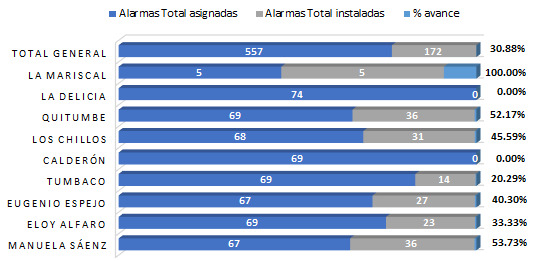 Alarmas Total asignadas Alarmas Total instaladas % avance
TOTAL GENERAL 557 172 30.88%
LA MARISCAL 5 5 100.00%
LA DELICIA 74 0 0.00%
QUITUMBE 69 36 52.17%
LOS CHILLOS 68 31 45.59%
CALDERÓN 69 0 0.00%
TUMBACO 69 14 20.29%
EUGENIO ESPEJO 67 27 40.30%
ELOY ALFARO 69 23 33.33%
MANUELA SÁENZ 67 36 53.73%